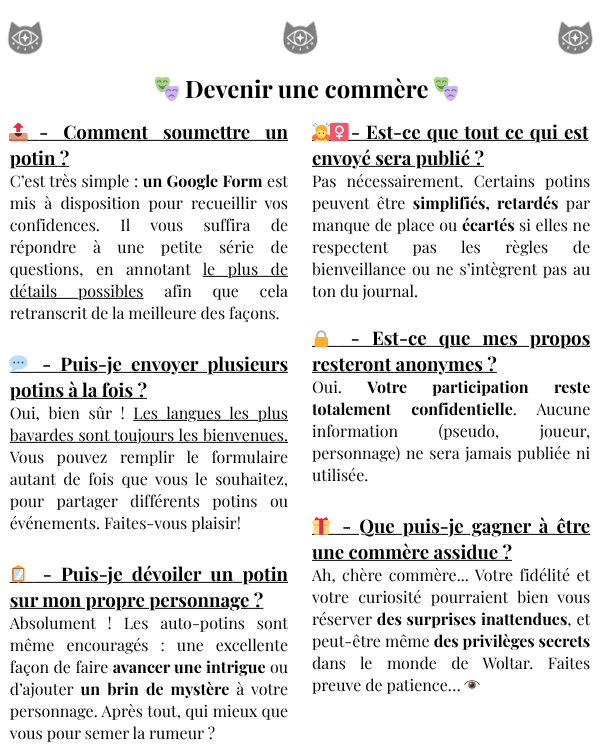 🎭 Devenir une commère 🎭
📤 - Comment soumettre un
potin ?
C’est très simple : un Google Form est
mis à disposition pour recueillir vos
confidences. Il vous suffira de
répondre à une petite série de
questions, en annotant le plus de
détails possibles afin que cela
retranscrit de la meilleure des façons.
💬 - Puis-je envoyer plusieurs
potins à la fois ?
Oui, bien sûr ! Les langues les plus
bavardes sont toujours les bienvenues.
Vous pouvez remplir le formulaire
autant de fois que vous le souhaitez,
pour partager différents potins ou
événements. Faites-vous plaisir!
📋 - Puis-je dévoiler un potin
sur mon propre personnage ?
Absolument ! Les auto-potins sont
même encouragés : une excellente
façon de faire avancer une intrigue ou
d’ajouter un brin de mystère à votre
personnage. Après tout, qui mieux que
vous pour semer la rumeur ?
💁♀ - Est-ce que tout ce qui est
envoyé sera publié ?
Pas nécessairement. Certains potins
peuvent être simplifiés, retardés par
manque de place ou écartés si elles ne
respectent pas les règles de
bienveillance ou ne s’intègrent pas au
ton du journal.
🔒 - Est-ce que mes propos
resteront anonymes ?
Oui. Votre participation reste
totalement confidentielle. Aucune
information (pseudo, joueur,
personnage) ne sera jamais publiée ni
utilisée.
🎁 - Que puis-je gagner à être
une commère assidue ?
Ah, chère commère... Votre fidélité et
votre curiosité pourraient bien vous
réserver des surprises inattendues, et
peut-être même des privilèges secrets
dans le monde de Woltar. Faites
preuve de patience… 👁